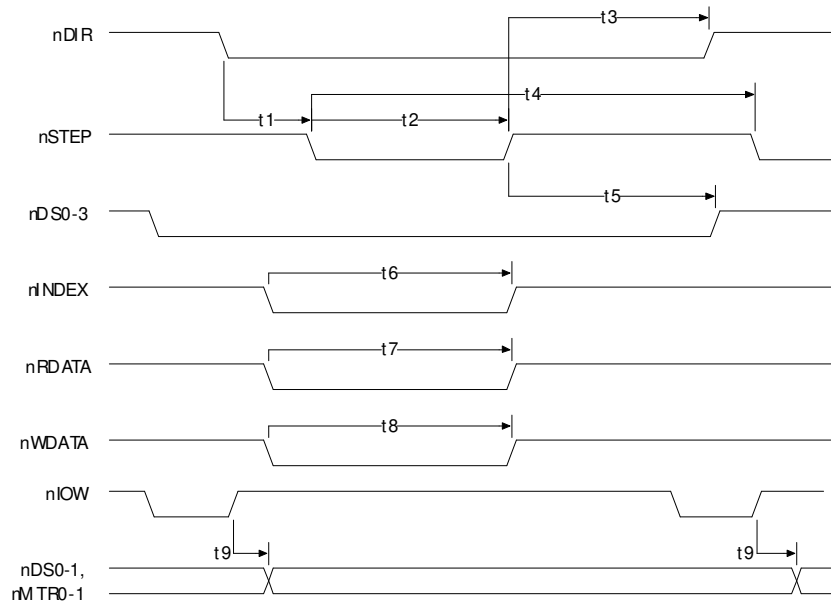 nDIR
t3
t4
t1
t2
nSTEP
t5
nDS0-3
t6
nINDEX
t7
nRDATA
t8
nWDATA
nIOW
t9
t9
nDS0-1,
nMTR0-1